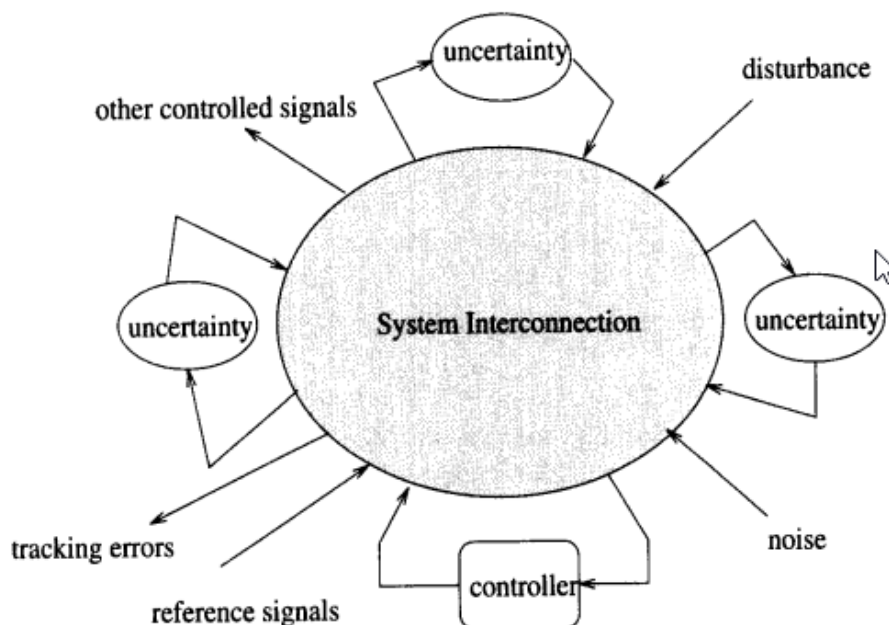 uncertainty
disturbance
other controlled signals
uncertainty
System Interconnection
uncertainty
tracking errors
noise
controller
reference signals